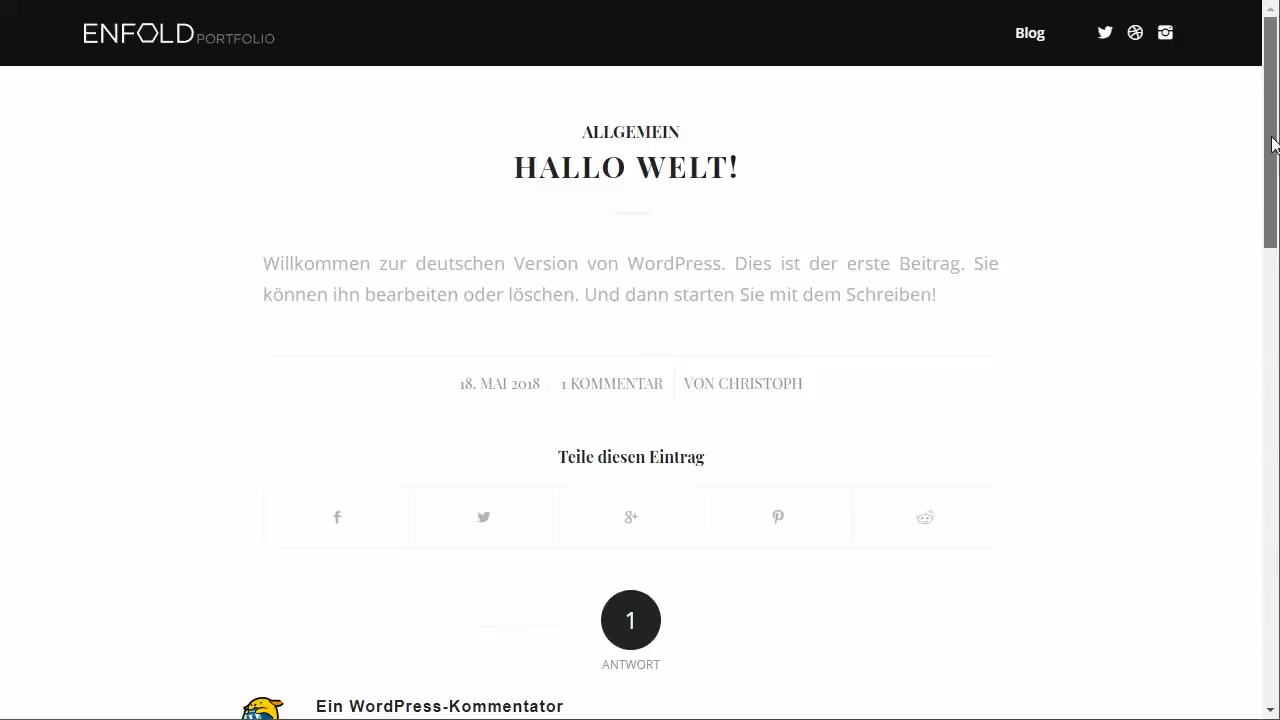 ENFOLD PORTFOLIO
Blog
ALLGEMEIN
HALLO WELT!
Willkommen zur deutschen Version von WordPress. Dies ist der erste Beitrag. Sie
können ihn bearbeiten oder löschen. Und dann starten Sie mit dem Schreiben!
18. MAI 2018 1 KOMMENTAR VON CHRISTOPH
Teile diesen Eintrag
1
ANTWORT
Ein WordPress-Kommentator